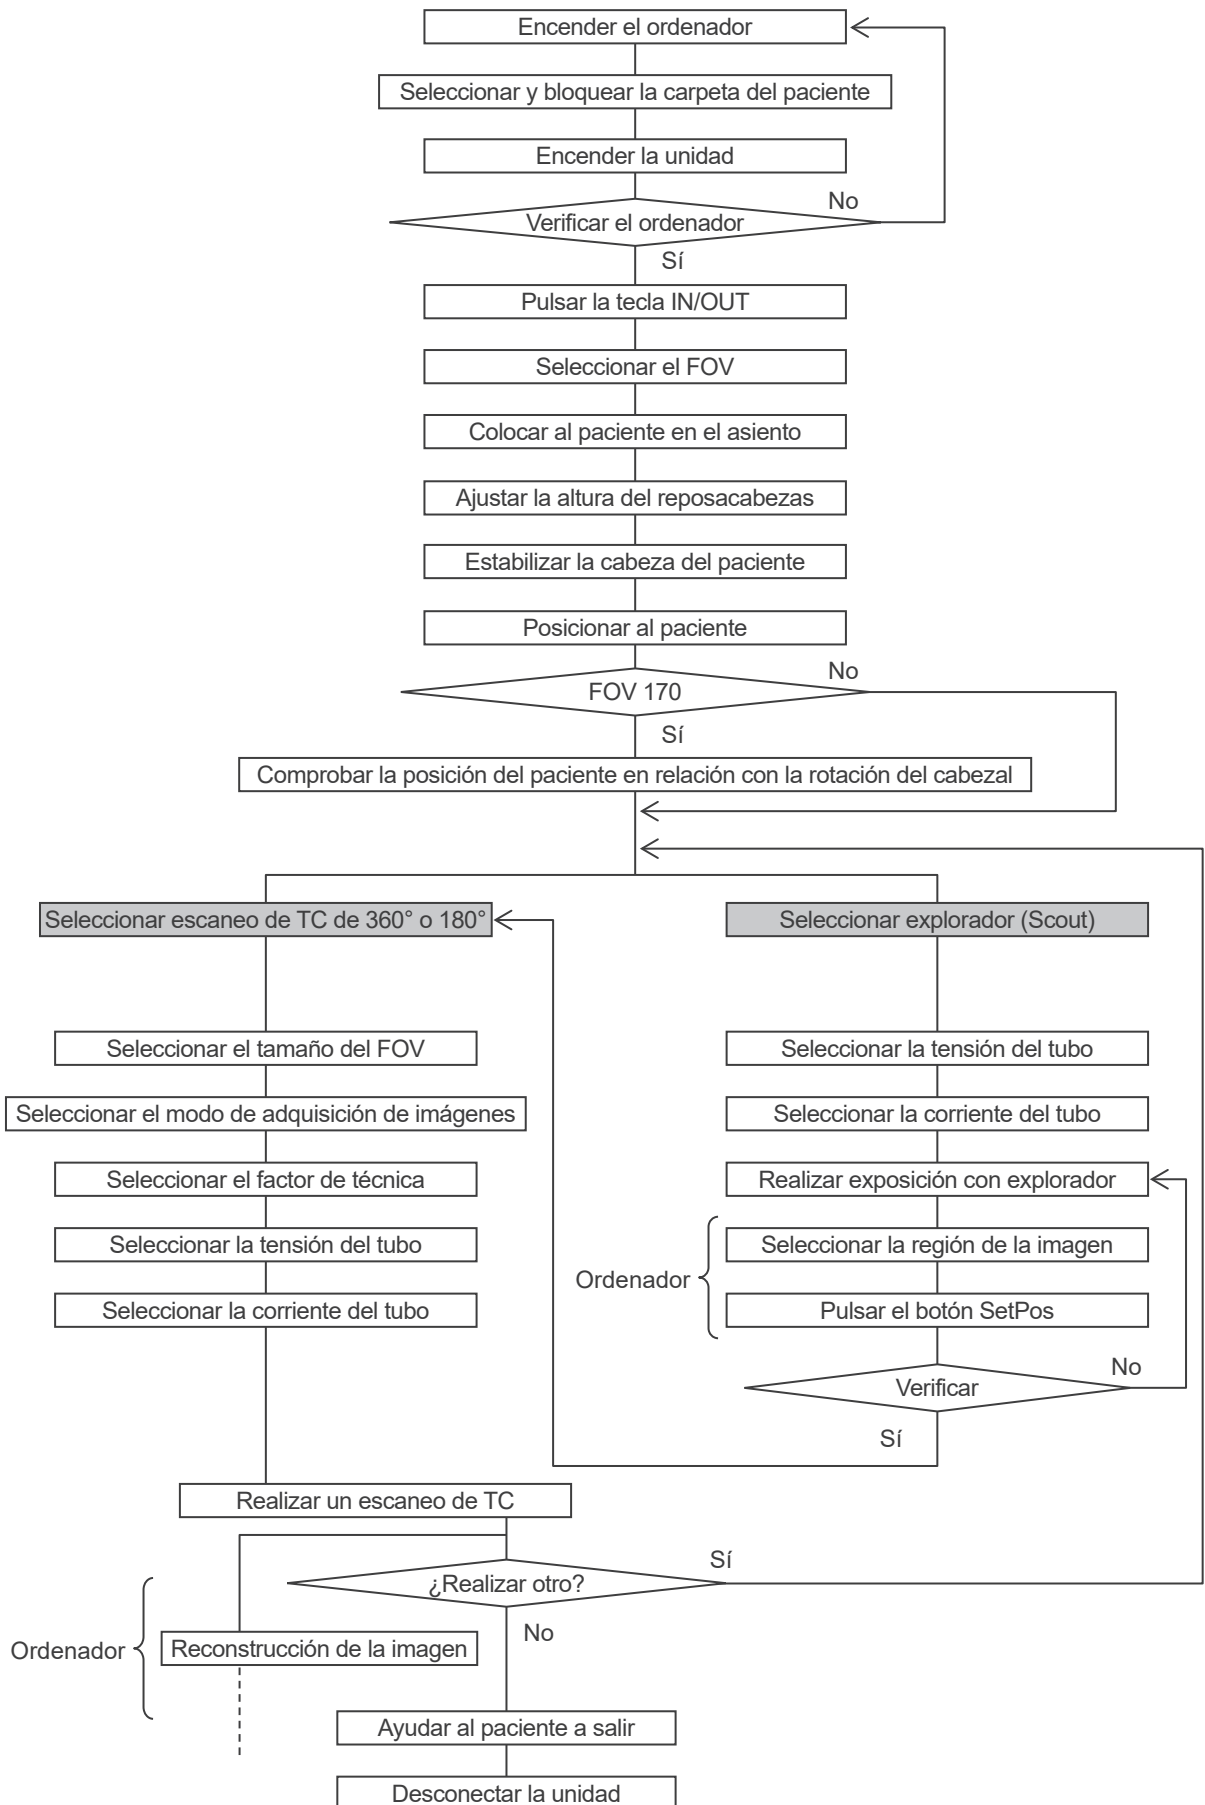 Encender el ordenador
Seleccionar y bloquear la carpeta del paciente
Encender la unidad
No
Verificar el ordenador
Sí
Pulsar la tecla IN/OUT
Seleccionar el FOV
Colocar al paciente en el asiento
Ajustar la altura del reposacabezas
Estabilizar la cabeza del paciente
Posicionar al paciente
No
FOV 170
Sí
Comprobar la posición del paciente en relación con la rotación del cabezal
Seleccionar escaneo de TC de 360° o 180°
Seleccionar el tamaño del FOV
Seleccionar el modo de adquisición de imágenes
Seleccionar el factor de técnica
Seleccionar la tensión del tubo
Seleccionar la corriente del tubo
Seleccionar explorador (Scout)
Seleccionar la tensión del tubo
Seleccionar la corriente del tubo
Realizar exposición con explorador
Seleccionar la región de la imagen
Ordenador
Pulsar el botón SetPos
No
Verificar
Sí
Realizar un escaneo de TC
Sí
¿Realizar otro?
No
Ordenador
Reconstrucción de la imagen
Ayudar al paciente a salir
Desconectar la unidad